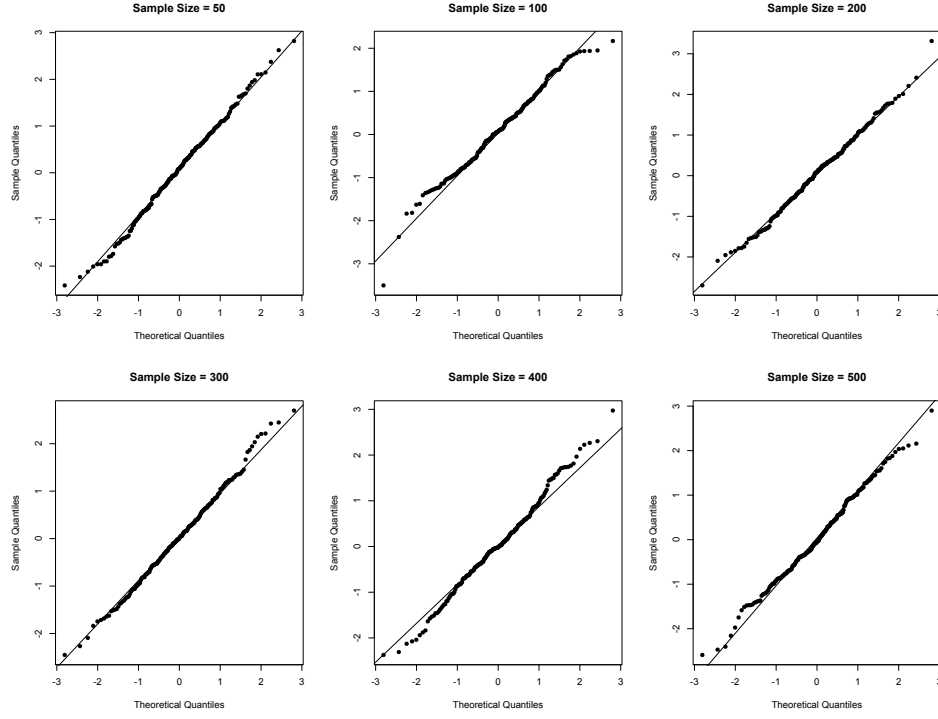 Sample Size = 50
3
2
1
0
-1
-2
Sample Quantiles
-3 -2 -1 0 1 2 3
Theoretical Quantiles
Sample Size = 100
2
1
0
-1
-2
-3
Sample Quantiles
-3 -2 -1 0 1 2 3
Theoretical Quantiles
Sample Size = 200
3
2
1
0
-1
-2
Sample Quantiles
-3 -2 -1 0 1 2 3
Theoretical Quantiles
Sample Size = 300
2
1
0
-1
-2
Sample Quantiles
-3 -2 -1 0 1 2 3
Theoretical Quantiles
Sample Size = 400
3
2
1
0
-1
-2
Sample Quantiles
-3 -2 -1 0 1 2 3
Theoretical Quantiles
Sample Size = 500
3
2
1
0
-1
-2
Sample Quantiles
-3 -2 -1 0 1 2 3
Theoretical Quantiles